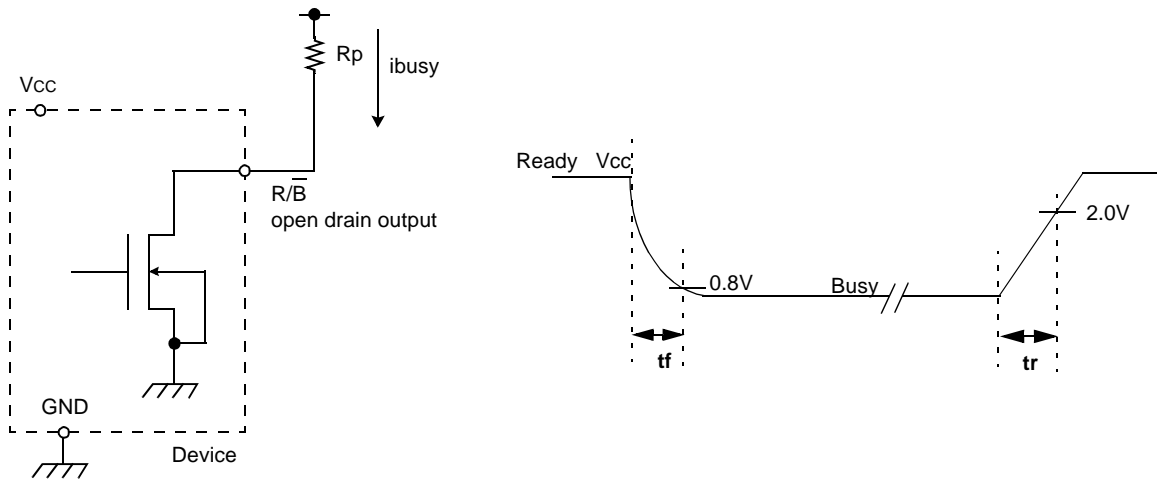 Rp
ibusy
VCC
R/B̅
open drain output
GND
Device
Ready Vcc
2.0V
0.8V
Busy
tf
tr